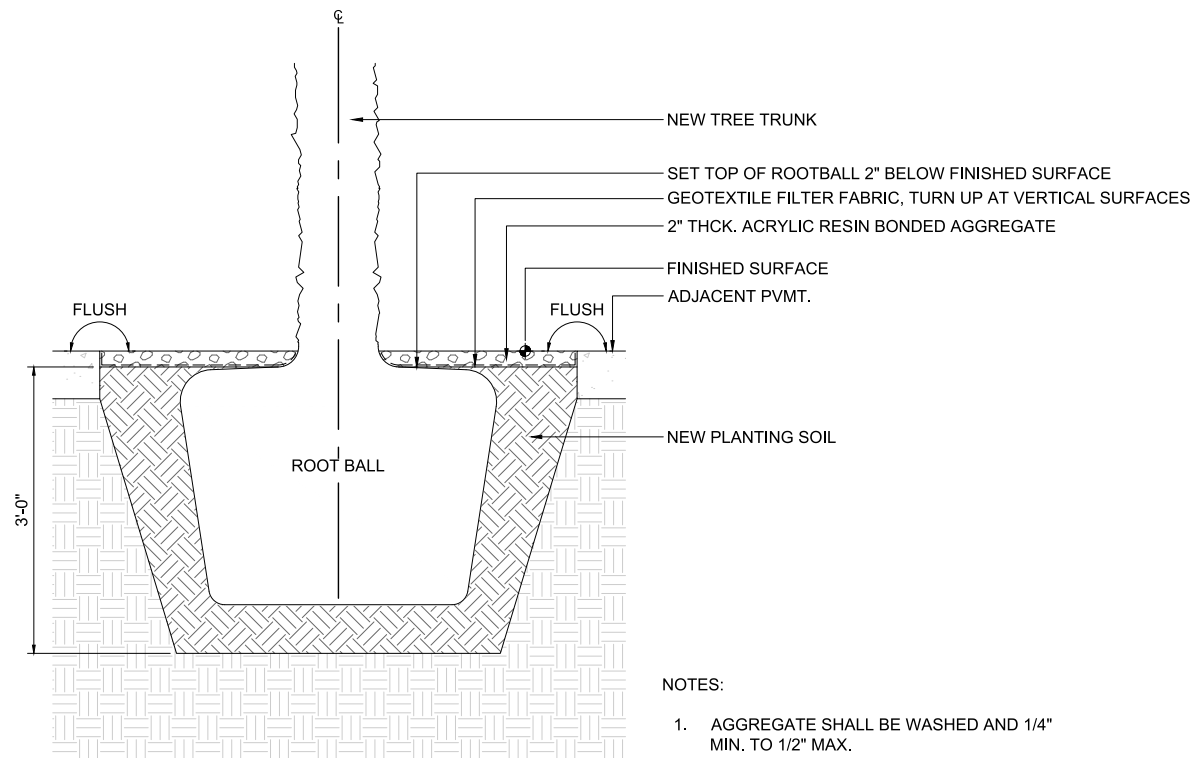 ℄
NEW TREE TRUNK
SET TOP OF ROOTBALL 2" BELOW FINISHED SURFACE
GEOTEXTILE FILTER FABRIC, TURN UP AT VERTICAL SURFACES
2" THCK. ACRYLIC RESIN BONDED AGGREGATE
FINISHED SURFACE
ADJACENT PVMT.
FLUSH
FLUSH
NEW PLANTING SOIL
ROOT BALL
3'-0"
NOTES:
1. AGGREGATE SHALL BE WASHED AND 1/4"
MIN. TO 1/2" MAX.